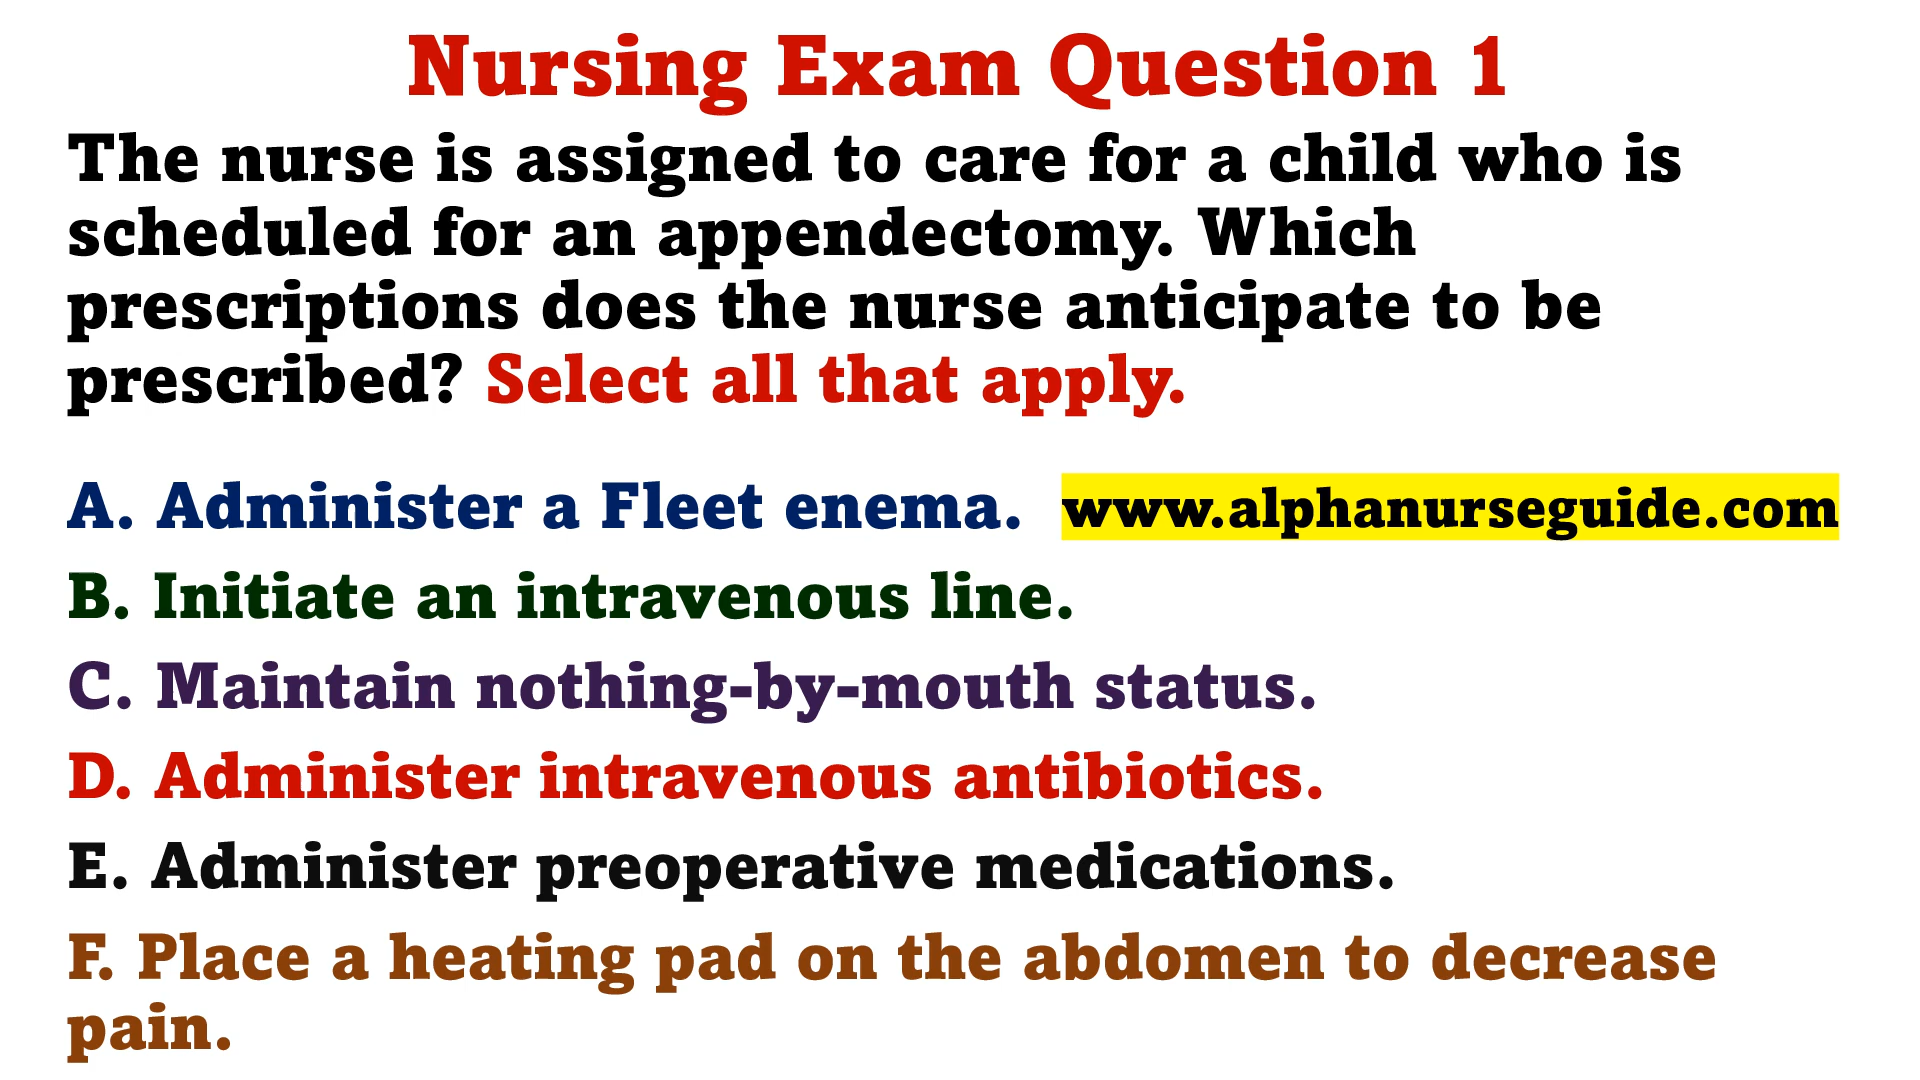 Nursing Exam Question 1
The nurse is assigned to care for a child who is
scheduled for an appendectomy. Which
prescriptions does the nurse anticipate to be
prescribed? Select all that apply.
A. Administer a Fleet enema. www.alphanurseguide.com
B. Initiate an intravenous line.
C. Maintain nothing-by-mouth status.
D. Administer intravenous antibiotics.
E. Administer preoperative medications.
F. Place a heating pad on the abdomen to decrease
pain.